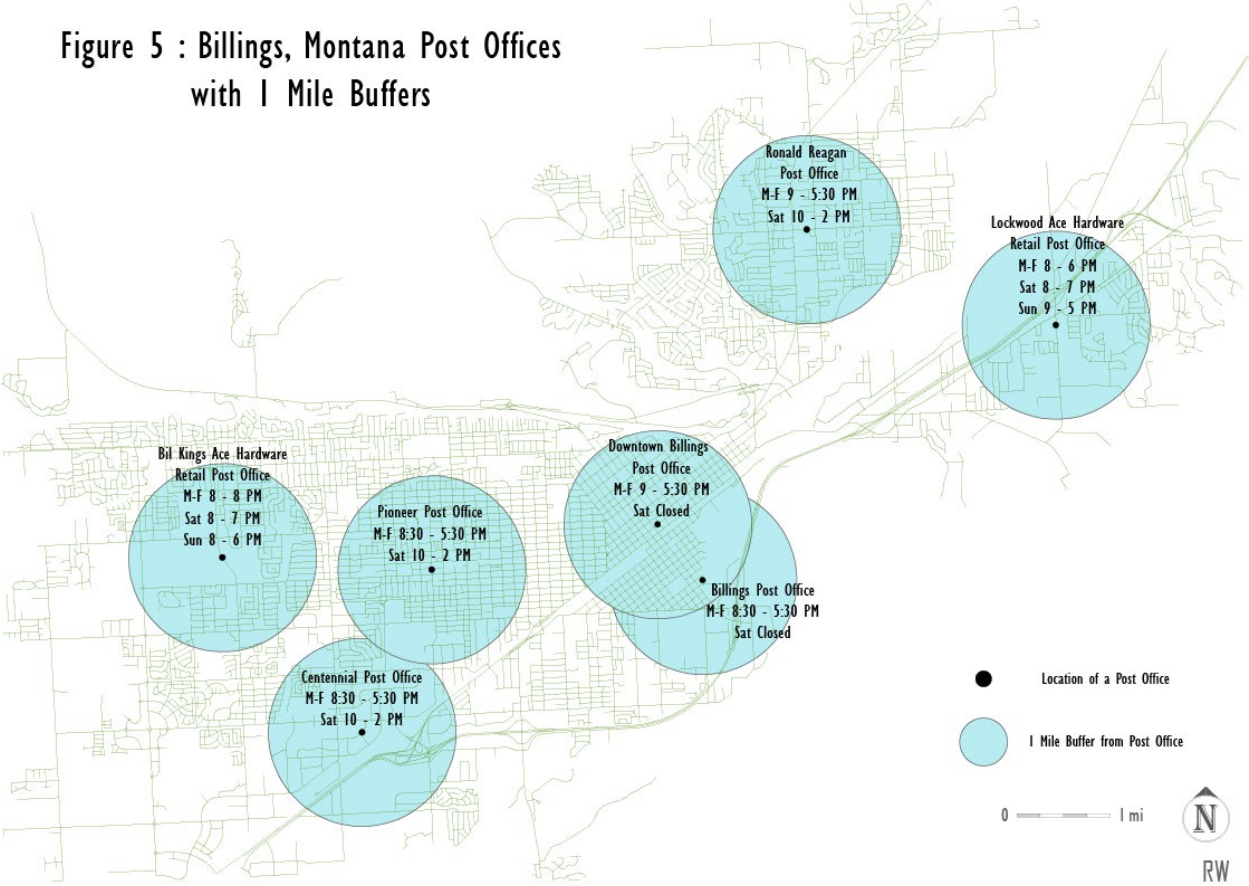 Figure 5 : Billings, Montana Post Offices
with 1 Mile Buffers
Ronald Reagan
Post Office
M-F 9 - 5:30 PM
Sat 10 - 2 PM
Lockwood Ace Hardware
Retail Post Office
M-F 8 - 6 PM
Sat 8 - 7 PM
Sun 9 - 5 PM
Bil Kings Ace Hardware
Retail Post Office
M-F 8 - 8 PM
Sat 8 - 7 PM
Sun 8 - 6 PM
Pioneer Post Office
M-F 8:30 - 5:30 PM
Sat 10 - 2 PM
Downtown Billings
Post Office
M-F 9 - 5:30 PM
Sat Closed
Billings Post Office
M-F 8:30 - 5:30 PM
Sat Closed
Centennial Post Office
M-F 8:30 - 5:30 PM
Sat 10 - 2 PM
Location of a Post Office
1 Mile Buffer from Post Office
0 1 mi
N
RW